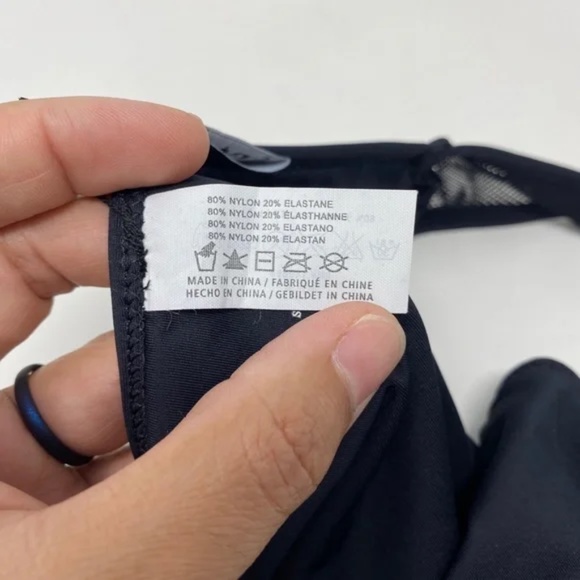 80% NYLON 20% ELASTANE
80% NYLON 20% ÉLASTHANNE
80% NYLON 20% ELASTANO
80% NYLON 20% ELASTAN
MADE IN CHINA / FABRIQUÉ EN CHINE
HECHO EN CHINA / GEBILDET IN CHINA
S